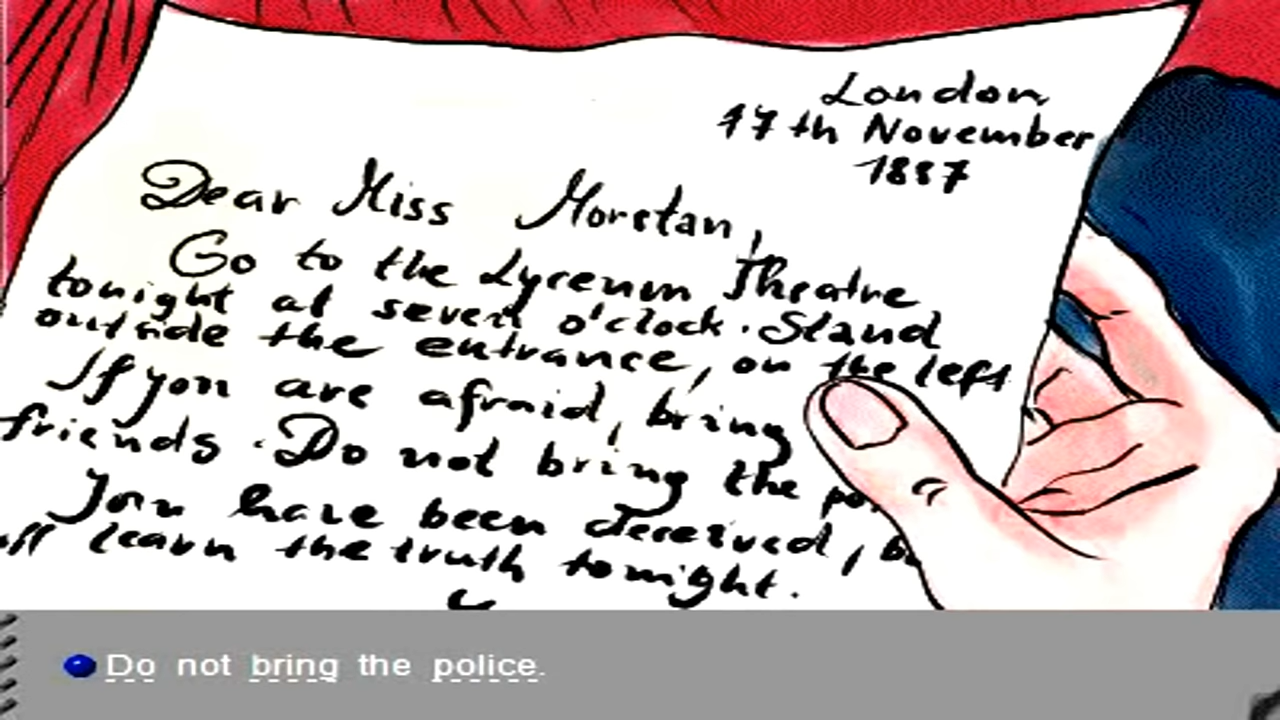 London
17th November
1887
Dear Miss Morstan,
Go to the Lyceum Theatre
tonight at seven o'clock. Stand
outside the entrance, on the left
If you are afraid, bring
friends. Do not bring the po
You have been deceived, b
ll learn the truth tonight.
Do not bring the police.